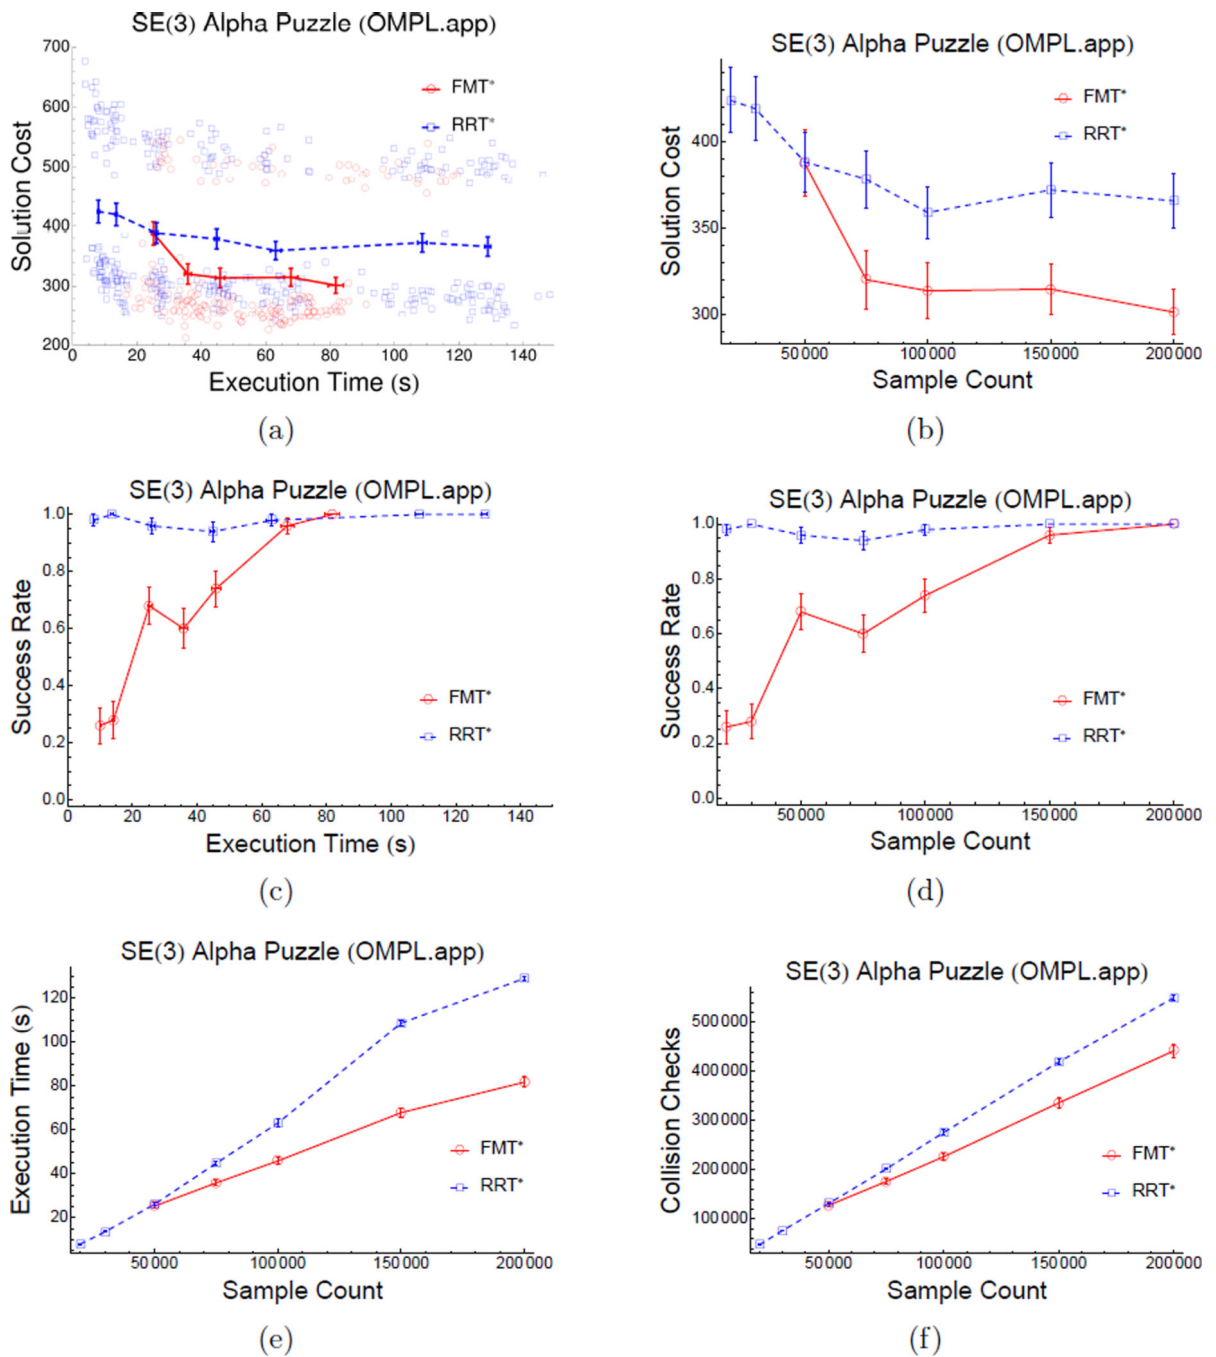 SE(3) Alpha Puzzle (OMPL.app)
700
600
500
400
300
200
Solution Cost
FMT*
RRT*
0 20 40 60 80 100 120 140
Execution Time (s)
(a)
SE(3) Alpha Puzzle (OMPL.app)
400
350
300
Solution Cost
FMT*
RRT*
50000 100000 150000 200000
Sample Count
(b)
SE(3) Alpha Puzzle (OMPL.app)
1.0
0.8
0.6
0.4
0.2
0.0
Success Rate
FMT*
RRT*
0 20 40 60 80 100 120 140
Execution Time (s)
(c)
SE(3) Alpha Puzzle (OMPL.app)
1.0
0.8
0.6
0.4
0.2
0.0
Success Rate
FMT*
RRT*
50000 100000 150000 200000
Sample Count
(d)
SE(3) Alpha Puzzle (OMPL.app)
120
100
80
60
40
20
Execution Time (s)
FMT*
RRT*
50000 100000 150000 200000
Sample Count
(e)
SE(3) Alpha Puzzle (OMPL.app)
500000
400000
300000
200000
100000
Collision Checks
FMT*
RRT*
50000 100000 150000 200000
Sample Count
(f)